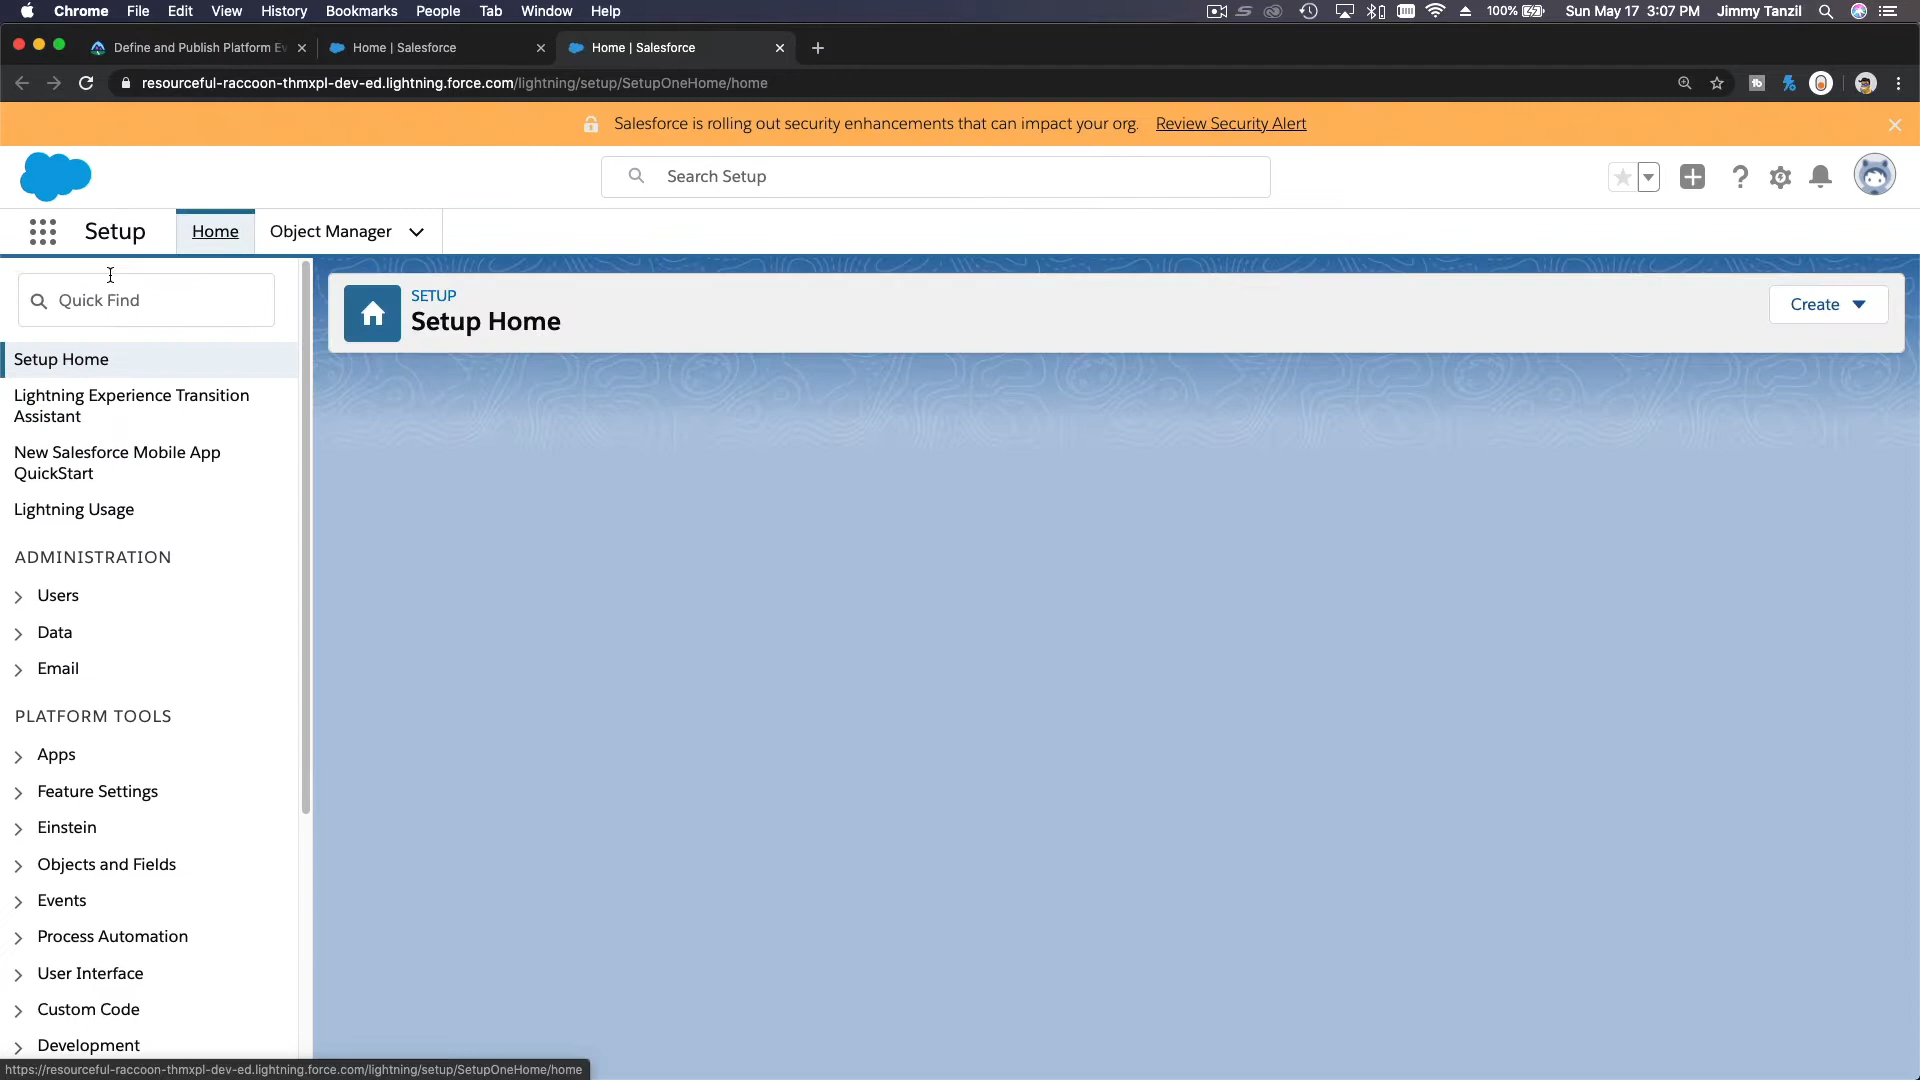 Chrome File Edit View History Bookmarks People Tab Window Help 100% Sun May 17 3:07 PM Jimmy Tanzil
Define and Publish Platform Ev Home | Salesforce Home | Salesforce
resourceful-raccoon-thmxpl-dev-ed.lightning.force.com/lightning/setup/SetupOneHome/home
Salesforce is rolling out security enhancements that can impact your org. Review Security Alert
Search Setup
Setup Home Object Manager
Quick Find
SETUP
Setup Home
Create
Setup Home
Lightning Experience Transition
Assistant
New Salesforce Mobile App
QuickStart
Lightning Usage
ADMINISTRATION
Users
Data
Email
PLATFORM TOOLS
Apps
Feature Settings
Einstein
Objects and Fields
Events
Process Automation
User Interface
Custom Code
Development
https://resourceful-raccoon-thmxpl-dev-ed.lightning.force.com/lightning/setup/SetupOneHome/home